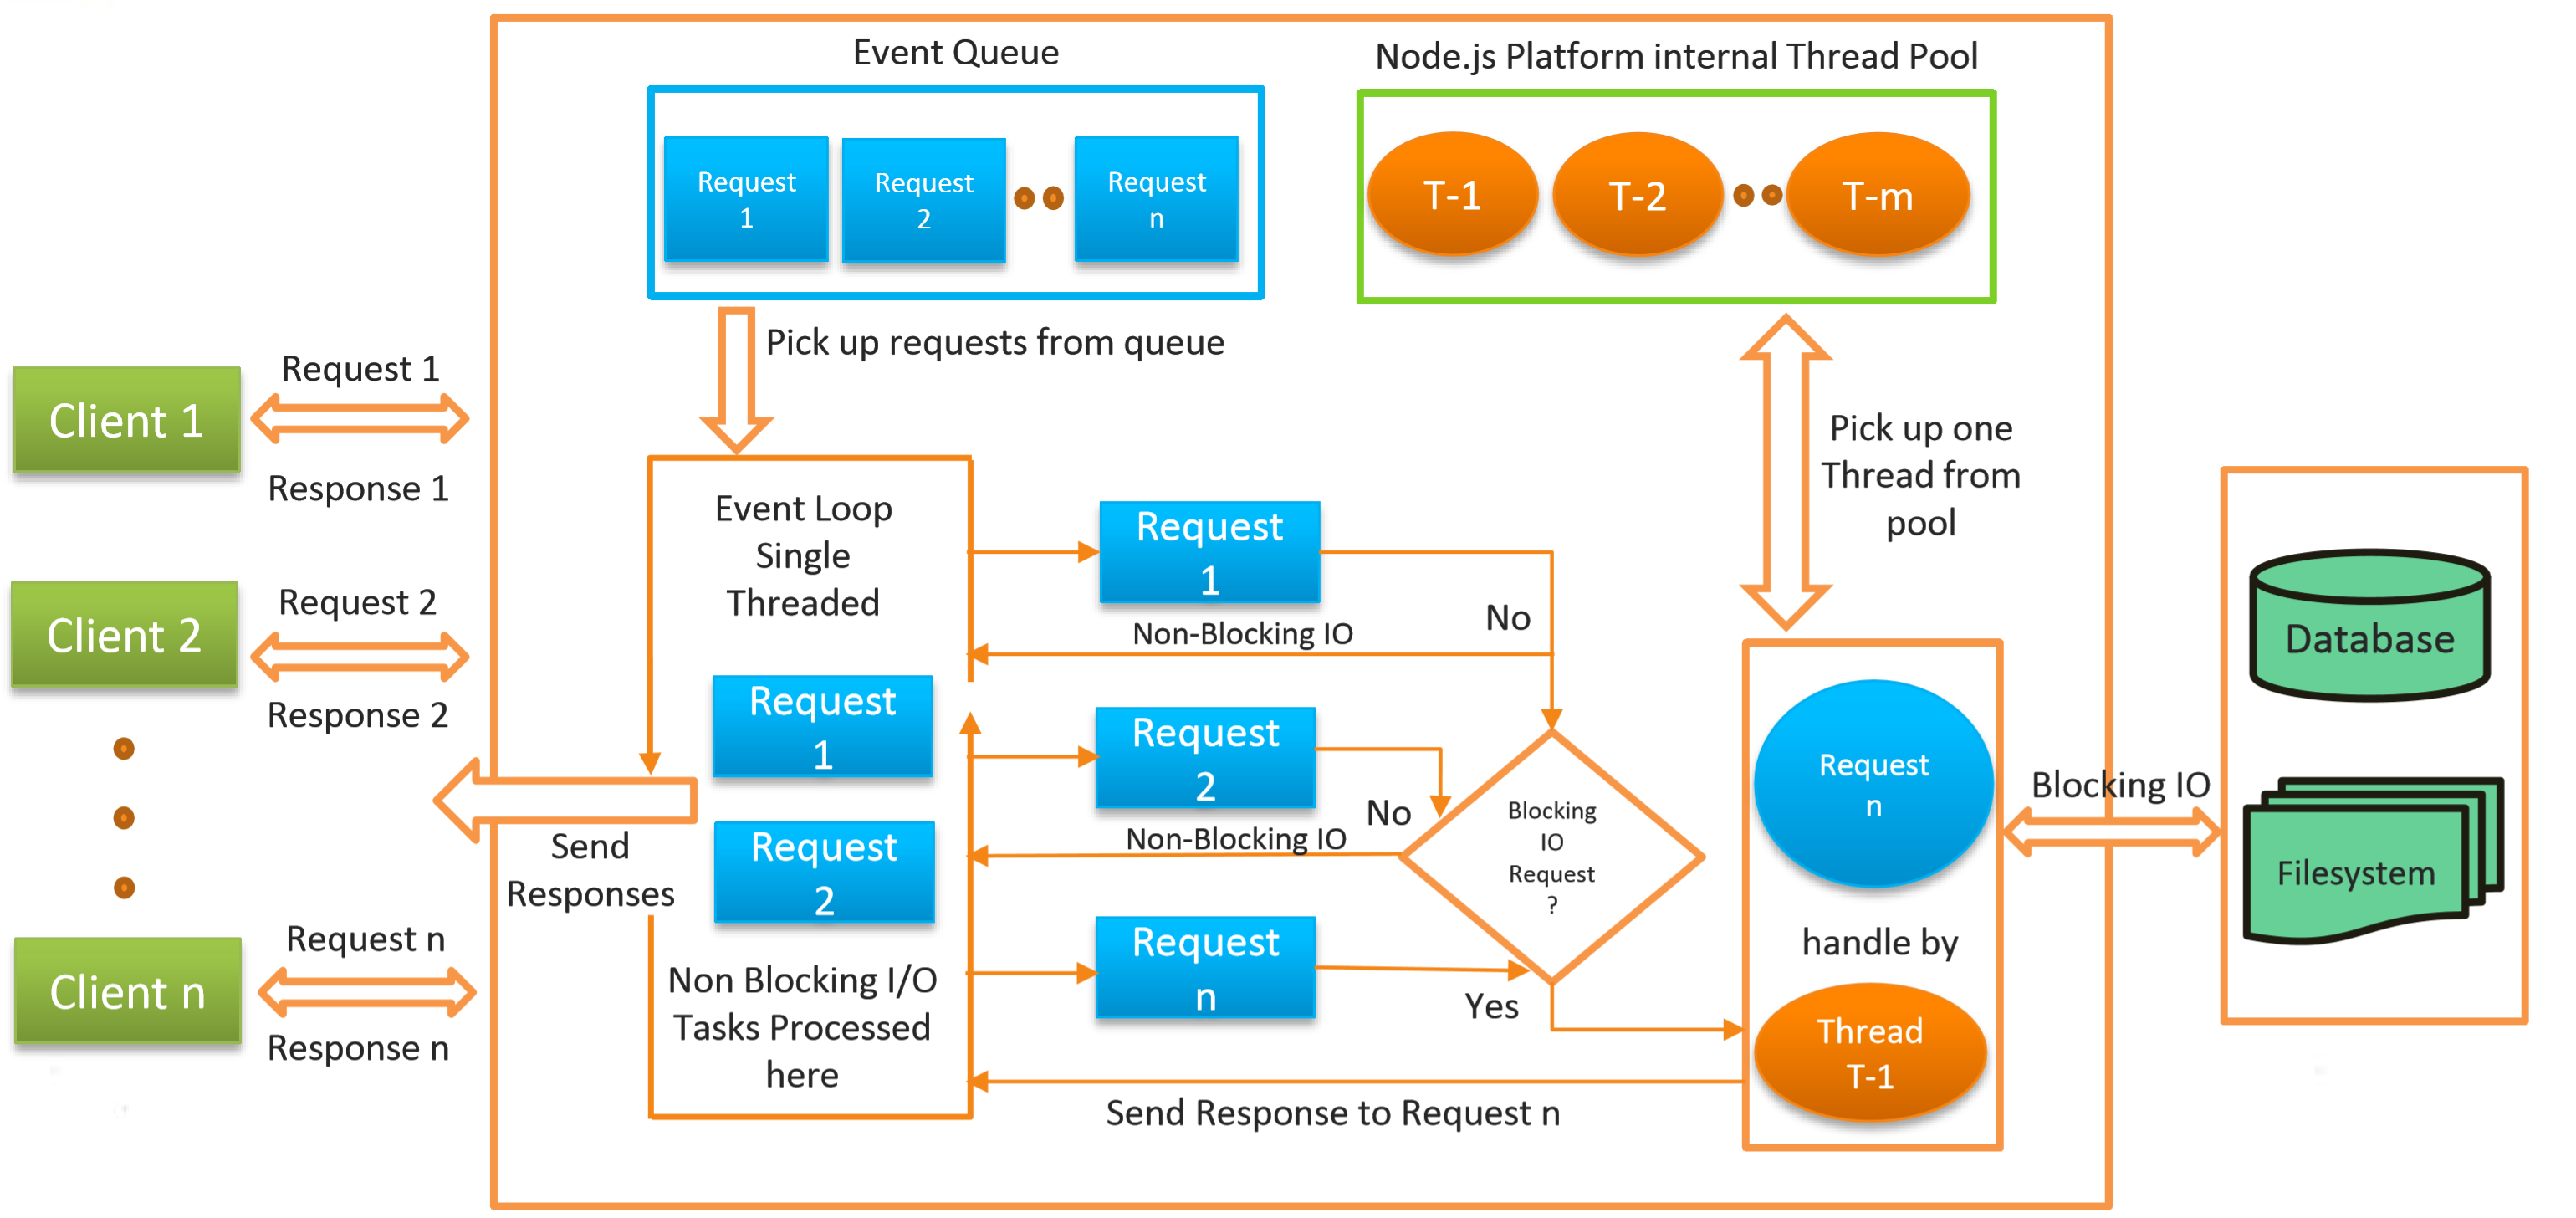 Event Queue
Node.js Platform internal Thread Pool
Request
1
Request
2
Request
n
T-1
T-2
T-m
Pick up requests from queue
Client 1
Request 1
Response 1
Client 2
Request 2
Response 2
Client n
Request n
Response n
Event Loop
Single
Threaded
Request
1
Request
2
Non Blocking I/O
Tasks Processed
here
Send
Responses
Request
1
No
Non-Blocking IO
Request
2
No
Non-Blocking IO
Request
n
Yes
Blocking
IO
Request
?
Send Response to Request n
Pick up one
Thread from
pool
Request
n
handle by
Thread
T-1
Blocking IO
Database
Filesystem